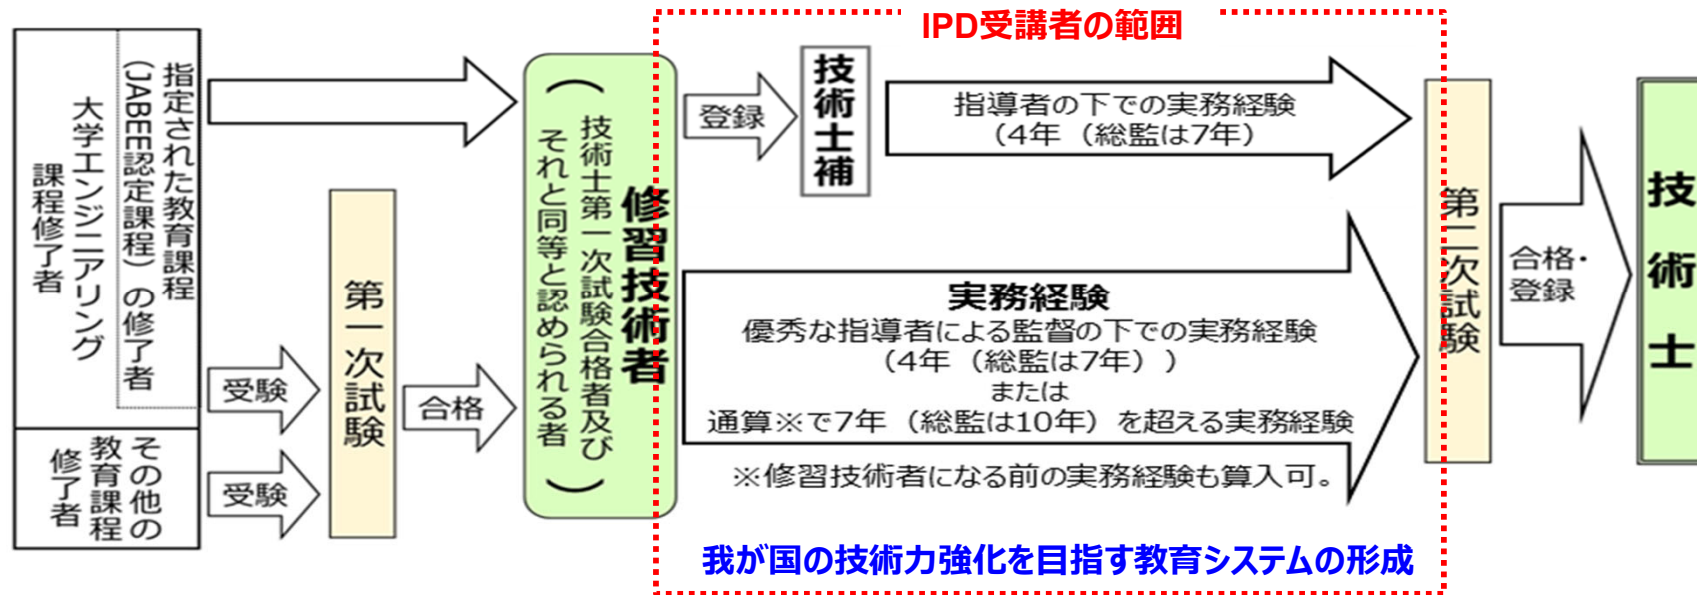 IPD受講者の範囲
指定された教育課程
（JABEE認定課程）の修了者
大学エンジニアリング
課程修了者
その他の
教育課程
修了者
受験
受験
第一次試験
合格
修習技術者
（技術士第一次試験合格者及び
それと同等と認められる者）
登録
技術士補
指導者の下での実務経験
（4年（総監は7年）
実務経験
優秀な指導者による監督の下での実務経験
（4年（総監は7年））
または
通算※で7年（総監は10年）を超える実務経験
※修習技術者になる前の実務経験も算入可。
第二次試験
合格・
登録
技術士
我が国の技術力強化を目指す教育システムの形成